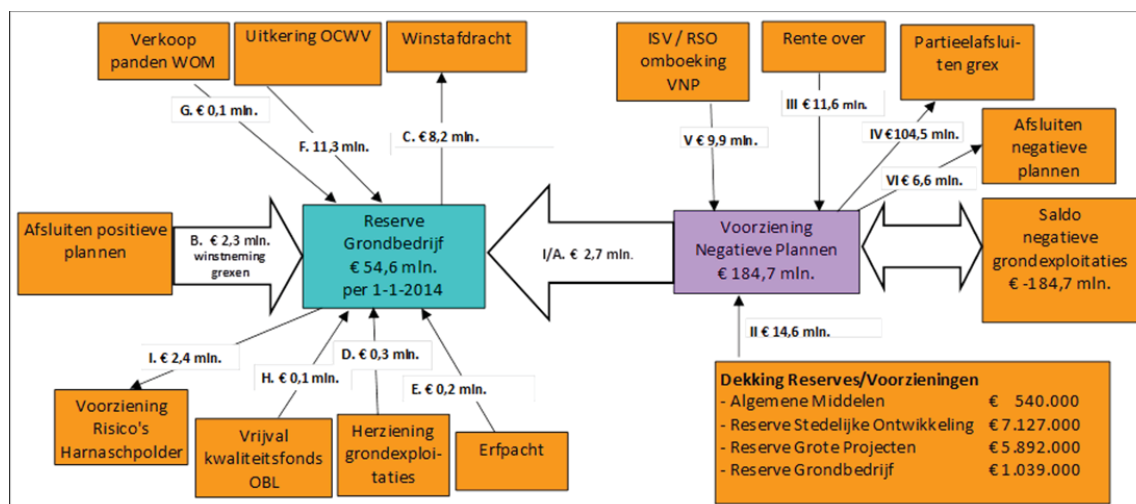 Verkoop
panden WOM
Uitkering OCWV
Winstafdracht
ISV / RSO
omboeking
VNP
Rente over
Partieelafslui-
ten grex
G. € 0,1 mln.
F. 11,3 mln.
C. € 8,2 mln.
V € 9,9 mln.
III € 11,6 mln.
IV €104,5 mln.
Afsluiten
negatieve
plannen
VI € 6,6 mln.
Afsluiten positieve
plannen
B. € 2,3 mln.
winstneming
grexen
Reserve
Grondbedrijf
€ 54,6 mln.
per 1-1-2014
I/A. € 2,7 mln.
Voorziening
Negatieve Plannen
€ 184,7 mln.
Saldo
negatieve
grondexploitaties
€ -184,7 mln.
I. € 2,4 mln.
H. € 0,1 mln.
D. € 0,3 mln.
E. € 0,2 mln.
II € 14,6 mln.
Voorziening
Risico's
Harnaschpolder
Vrijval
kwaliteitsfonds
OBL
Herziening
grondexploi-
taties
Erfpacht
Dekking Reserves/Voorzieningen
- Algemene Middelen € 540.000
- Reserve Stedelijke Ontwikkeling € 7.127.000
- Reserve Grote Projecten € 5.892.000
- Reserve Grondbedrijf € 1.039.000